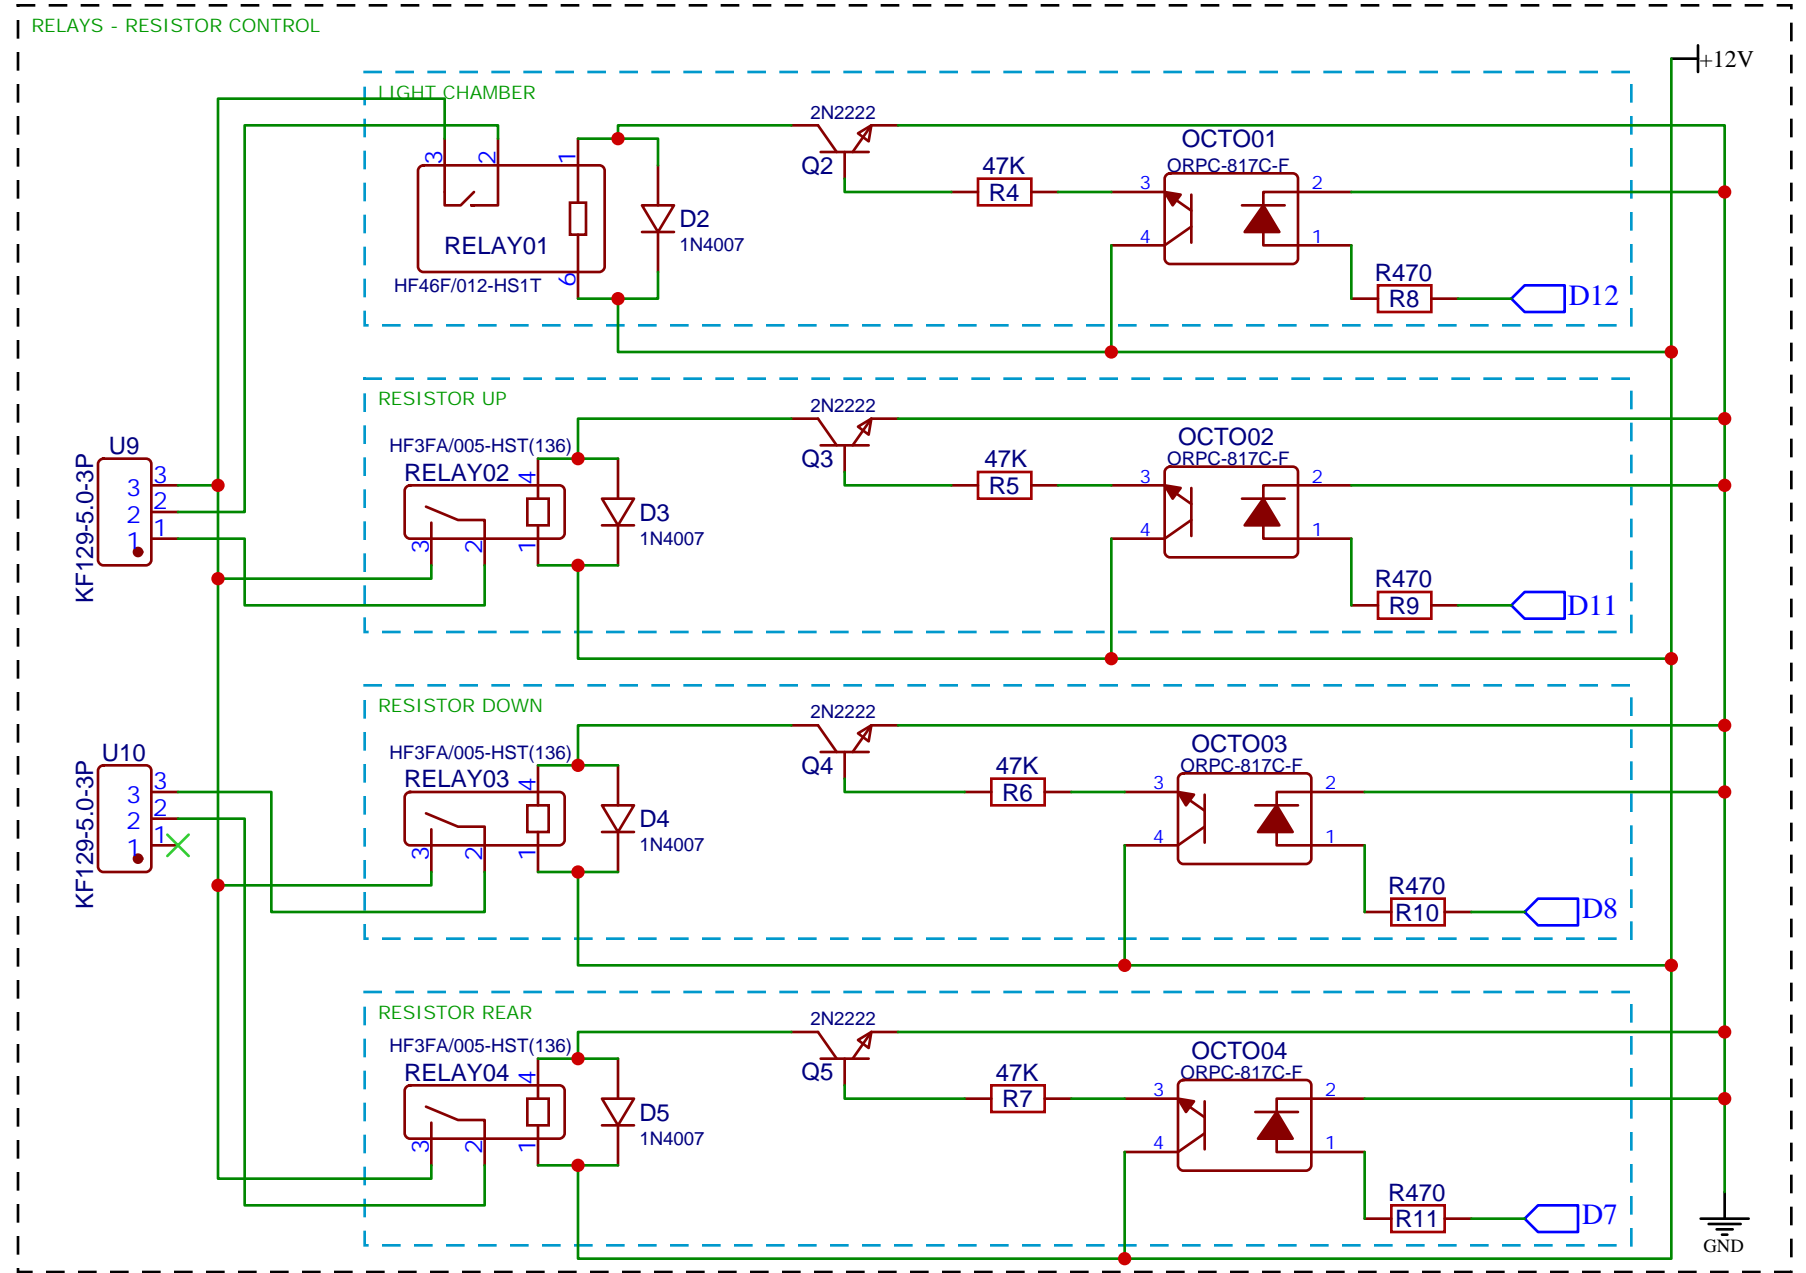 RELAYS - RESISTOR CONTROL
+12V
LIGHT CHAMBER
2N2222
Q2
OCTO01
ORPC-817C-F
47K
R4
3
2
4
1
3
2
1
6
RELAY01
HF46F/012-HS1T
D2
1N4007
R470
R8
D12
RESISTOR UP
2N2222
Q3
OCTO02
ORPC-817C-F
47K
R5
3
2
4
1
HF3FA/005-HST(136)
RELAY02
4
3
2
1
D3
1N4007
R470
R9
D11
U9
KF129-5.0-3P
3
3
2
2
1
1
RESISTOR DOWN
2N2222
Q4
OCTO03
ORPC-817C-F
47K
R6
3
2
4
1
HF3FA/005-HST(136)
RELAY03
4
3
2
1
D4
1N4007
R470
R10
D8
U10
KF129-5.0-3P
3
3
2
2
1
1
RESISTOR REAR
2N2222
Q5
OCTO04
ORPC-817C-F
47K
R7
3
2
4
1
HF3FA/005-HST(136)
RELAY04
4
3
2
1
D5
1N4007
R470
R11
D7
GND